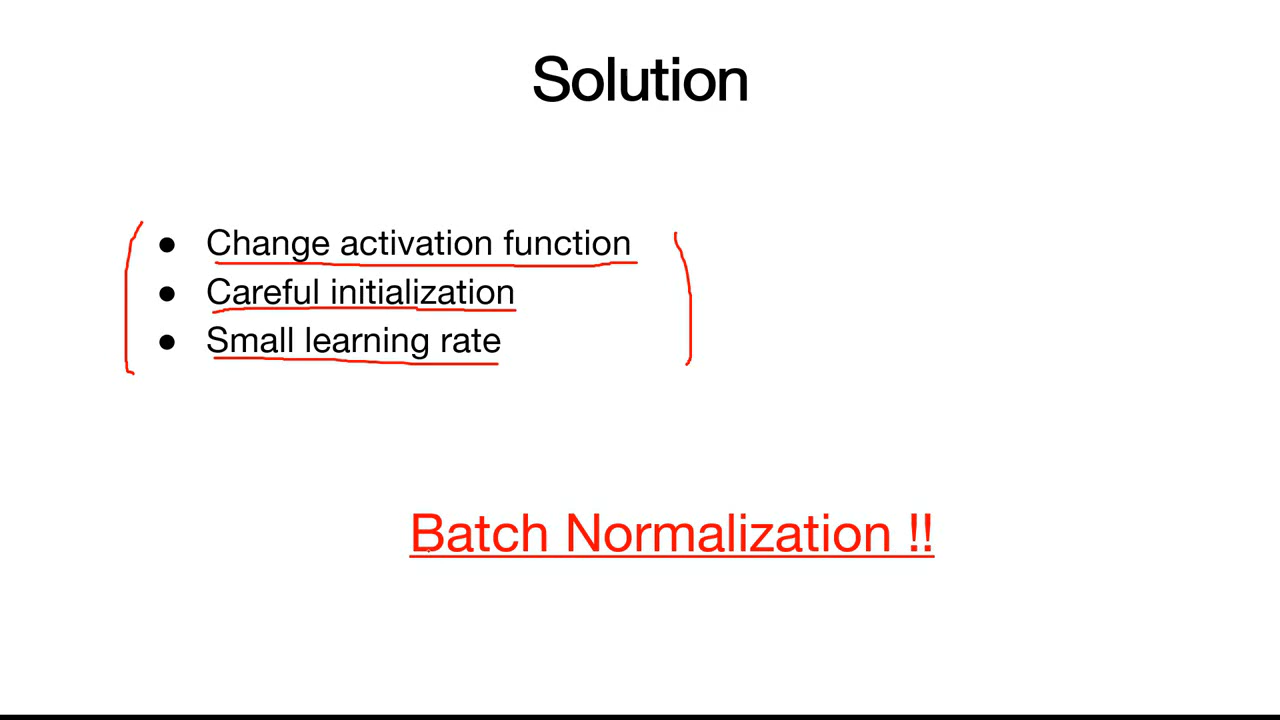 Solution
● Change activation function
● Careful initialization
● Small learning rate
Batch Normalization !!